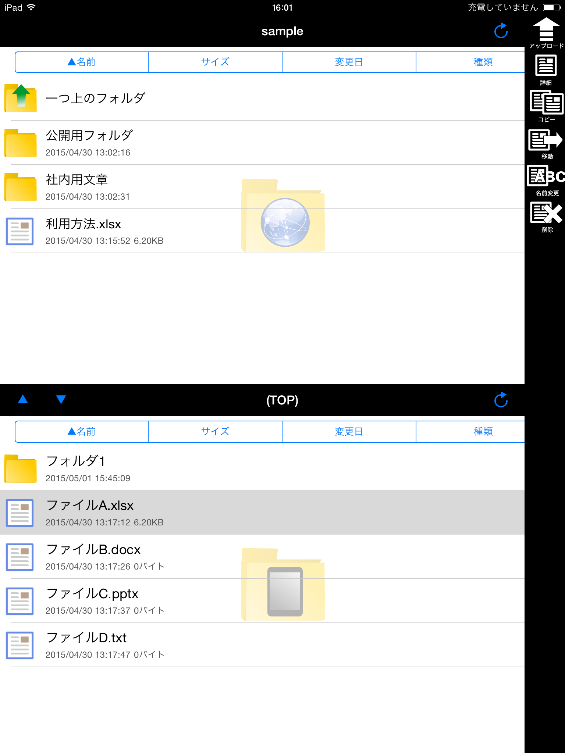 iPad 16:01 充電していません
sample
アップロード
▲名前 サイズ 変更日 種類
詳細
一つ上のフォルダ
コピー
公開用フォルダ
2015/04/30 13:02:16
移動
社内用文章
2015/04/30 13:02:31
ABC
名前変更
利用方法.xlsx
2015/04/30 13:15:52 6.20KB
削除
▲ ▼ (TOP)
▲名前 サイズ 変更日 種類
フォルダ1
2015/05/01 15:45:09
ファイルA.xlsx
2015/04/30 13:17:12 6.20KB
ファイルB.docx
2015/04/30 13:17:26 0バイト
ファイルC.pptx
2015/04/30 13:17:37 0バイト
ファイルD.txt
2015/04/30 13:17:47 0バイト